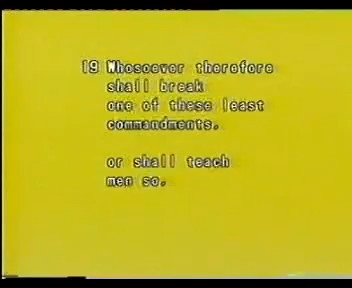 19 Whosoever therefore
shall break
one of these least
commandments.
or shall teach
men so.